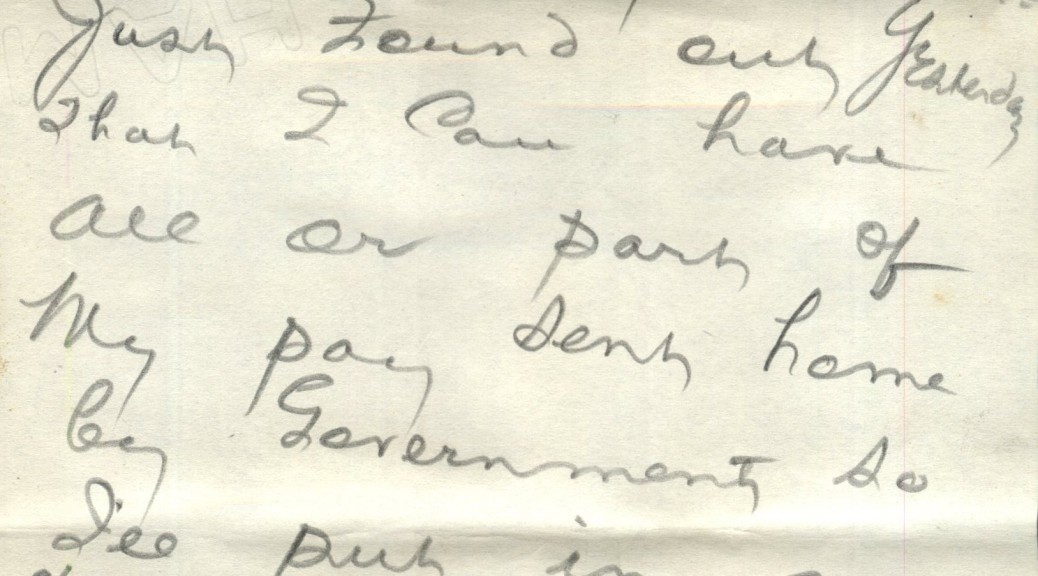 Just Found out Yesterday
That I Can have
all or part of
My pay sent home
by Government so
I'll put in